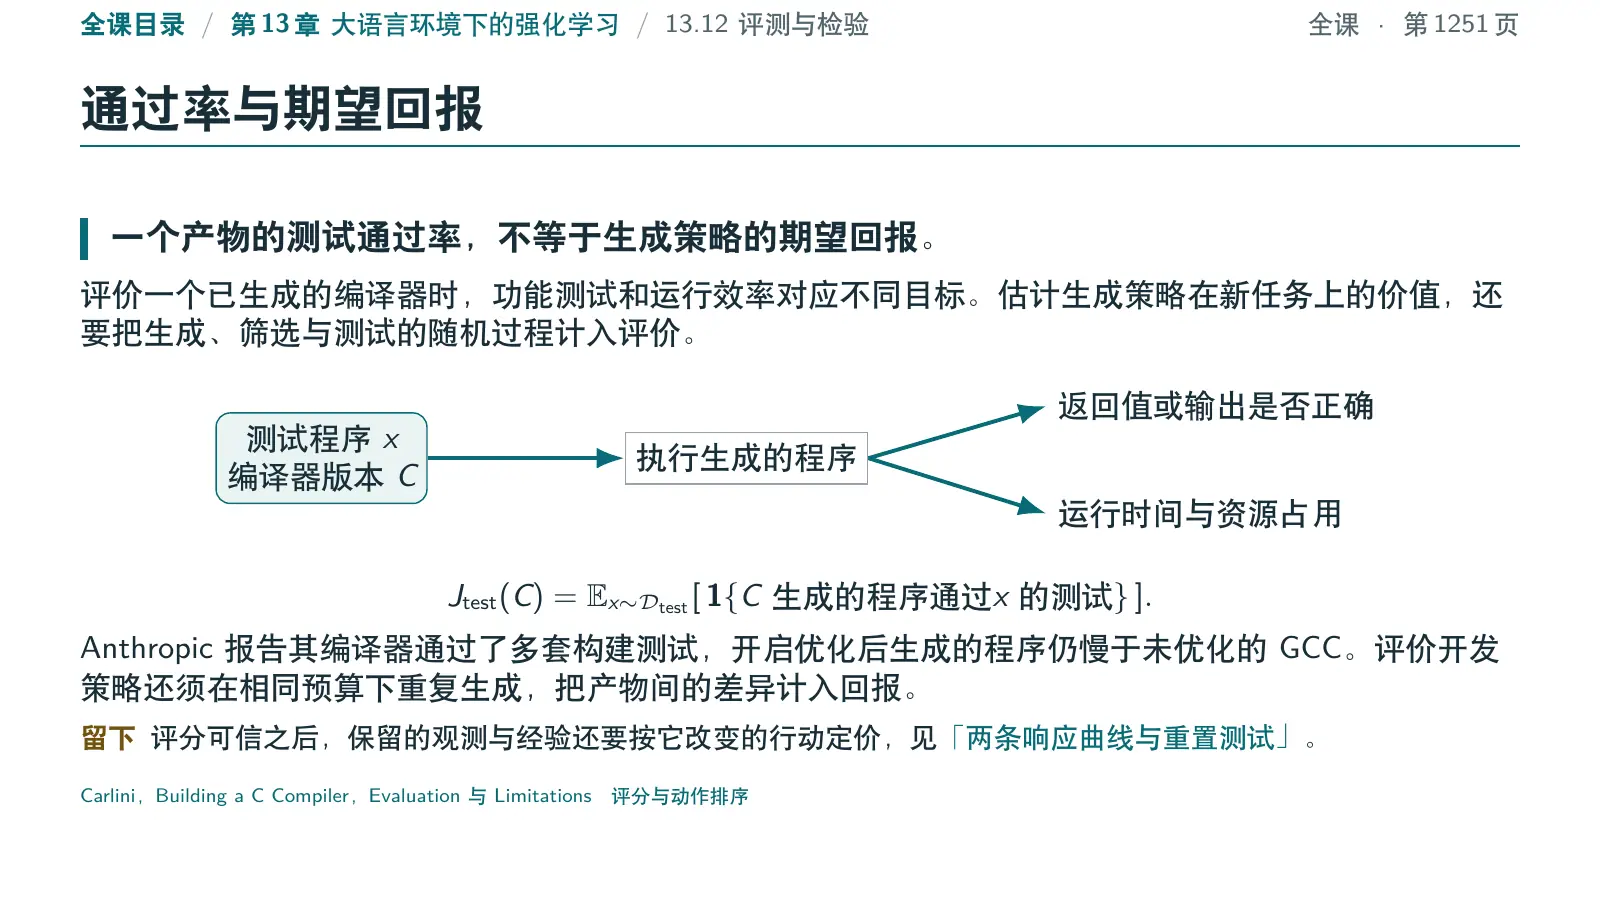 全课目录 / 第 13 章 大语言环境下的强化学习 / 13.12 评测与检验
全课 · 第 1251 页
通过率与期望回报
一个产物的测试通过率，不等于生成策略的期望回报。
评价一个已生成的编译器时，功能测试和运行效率对应不同目标。估计生成策略在新任务上的价值，还
要把生成、筛选与测试的随机过程计入评价。
测试程序 x
编译器版本 C
执行生成的程序
返回值或输出是否正确
运行时间与资源占用
J_test(C) = 𝔼_{x∼𝒟_test}[𝟏{C 生成的程序通过x 的测试}].
Anthropic 报告其编译器通过了多套构建测试，开启优化后生成的程序仍慢于未优化的 GCC。评价开发
策略还须在相同预算下重复生成，把产物间的差异计入回报。
留下 评分可信之后，保留的观测与经验还要按它改变的行动定价，见「两条响应曲线与重置测试」。
Carlini，Building a C Compiler，Evaluation 与 Limitations 评分与动作排序